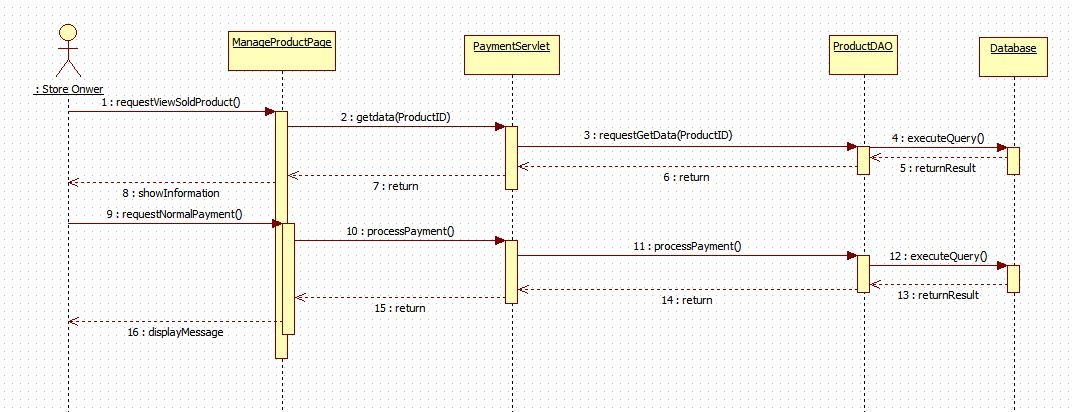 ManageProductPage
PaymentServlet
ProductDAO
Database
: Store Onwer
1 : requestViewSoldProduct()
2 : getdata(ProductID)
3 : requestGetData(ProductID)
4 : executeQuery()
5 : returnResult
6 : return
7 : return
8 : showInformation
9 : requestNormalPayment()
10 : processPayment()
11 : processPayment()
12 : executeQuery()
13 : returnResult
14 : return
15 : return
16 : displayMessage